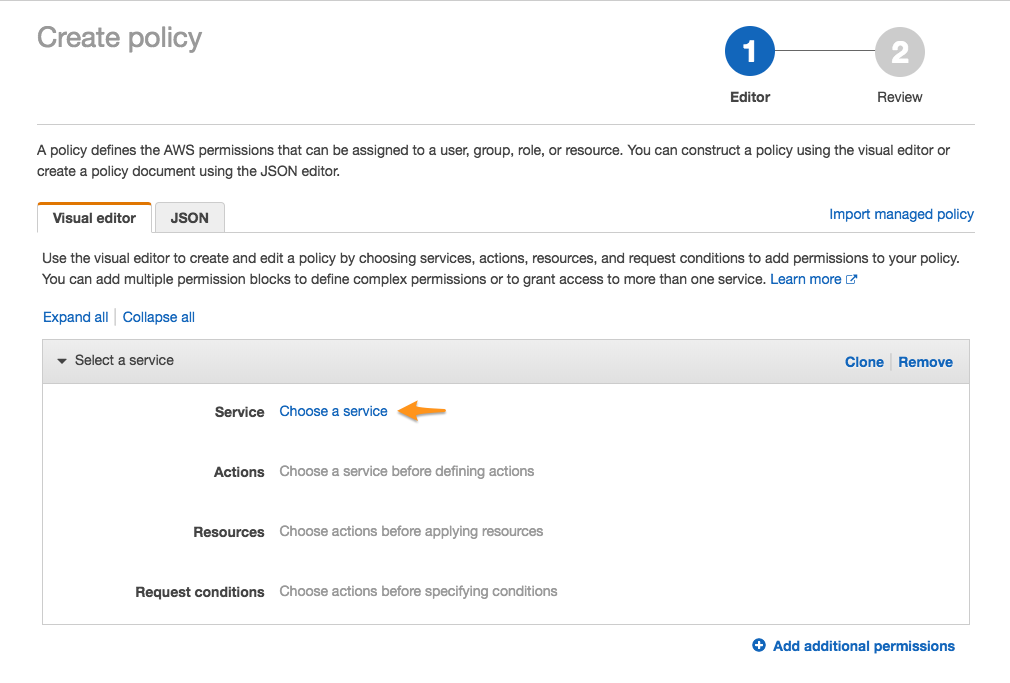 Create policy
1
2
Editor
Review
A policy defines the AWS permissions that can be assigned to a user, group, role, or resource. You can construct a policy using the visual editor or
create a policy document using the JSON editor.
Visual editor
JSON
Import managed policy
Use the visual editor to create and edit a policy by choosing services, actions, resources, and request conditions to add permissions to your policy.
You can add multiple permission blocks to define complex permissions or to grant access to more than one service. Learn more
Expand all
Collapse all
Select a service
Clone
Remove
Service Choose a service
Actions Choose a service before defining actions
Resources Choose actions before applying resources
Request conditions Choose actions before specifying conditions
Add additional permissions